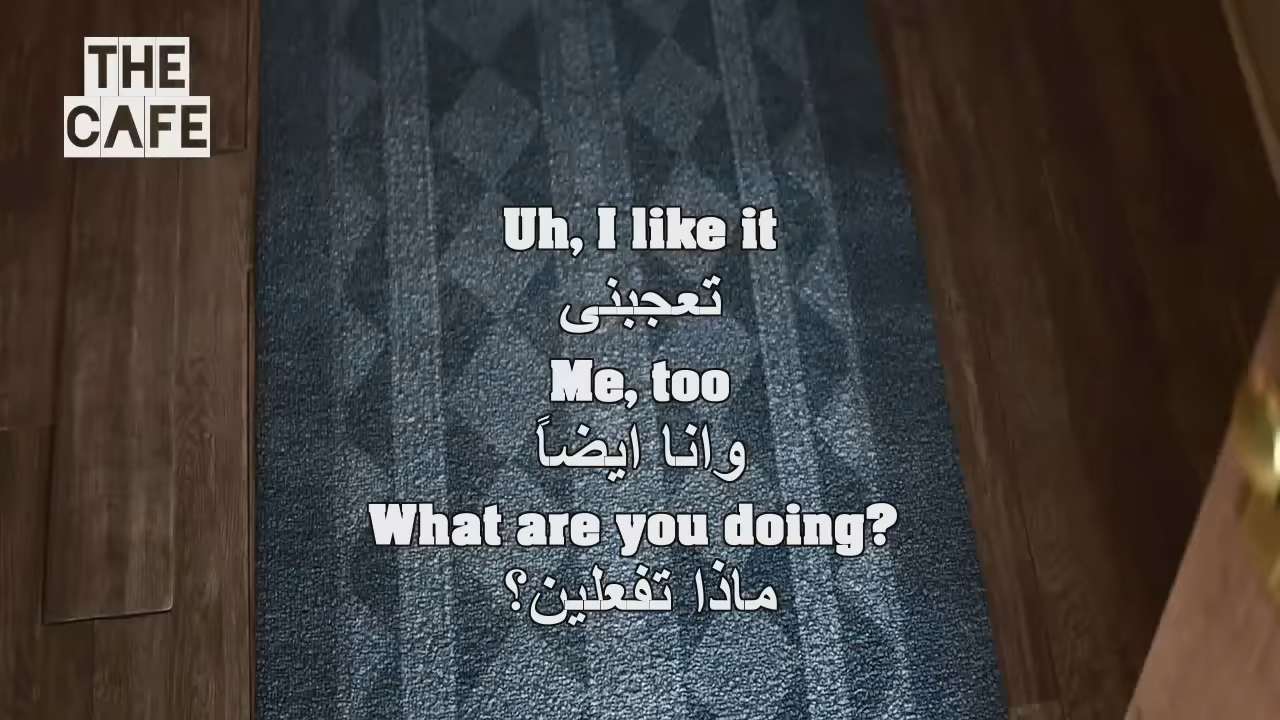 THE
CAFE
Uh, I like it
تعجبنى
Me, too
وانا ايضاً
What are you doing?
ماذا تفعلين؟